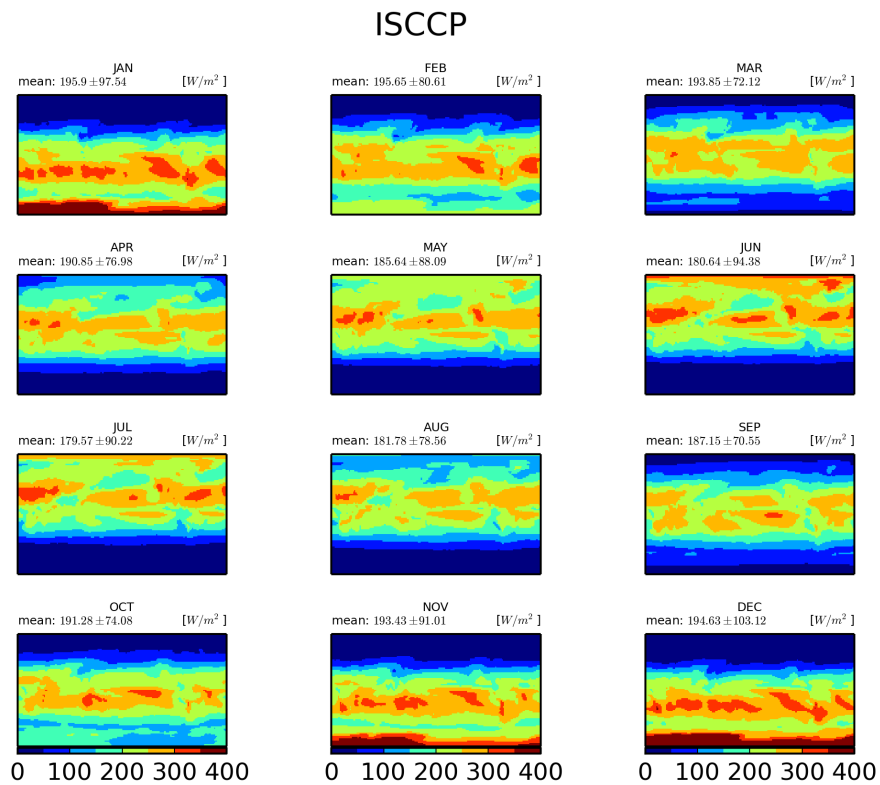 ISCCP
JAN FEB MAR
mean: 195.9 ±97.54 [W/m² ] mean: 195.65 ±80.61 [W/m² ] mean: 193.85 ±72.12 [W/m² ]
APR MAY JUN
mean: 190.85 ±76.98 [W/m² ] mean: 185.64 ±88.09 [W/m² ] mean: 180.64 ±94.38 [W/m² ]
JUL AUG SEP
mean: 179.57 ±90.22 [W/m² ] mean: 181.78 ±78.56 [W/m² ] mean: 187.15 ±70.55 [W/m² ]
OCT NOV DEC
mean: 191.28 ±74.08 [W/m² ] mean: 193.43 ±91.01 [W/m² ] mean: 194.63 ±103.12 [W/m² ]
0 100 200 300 400 0 100 200 300 400 0 100 200 300 400